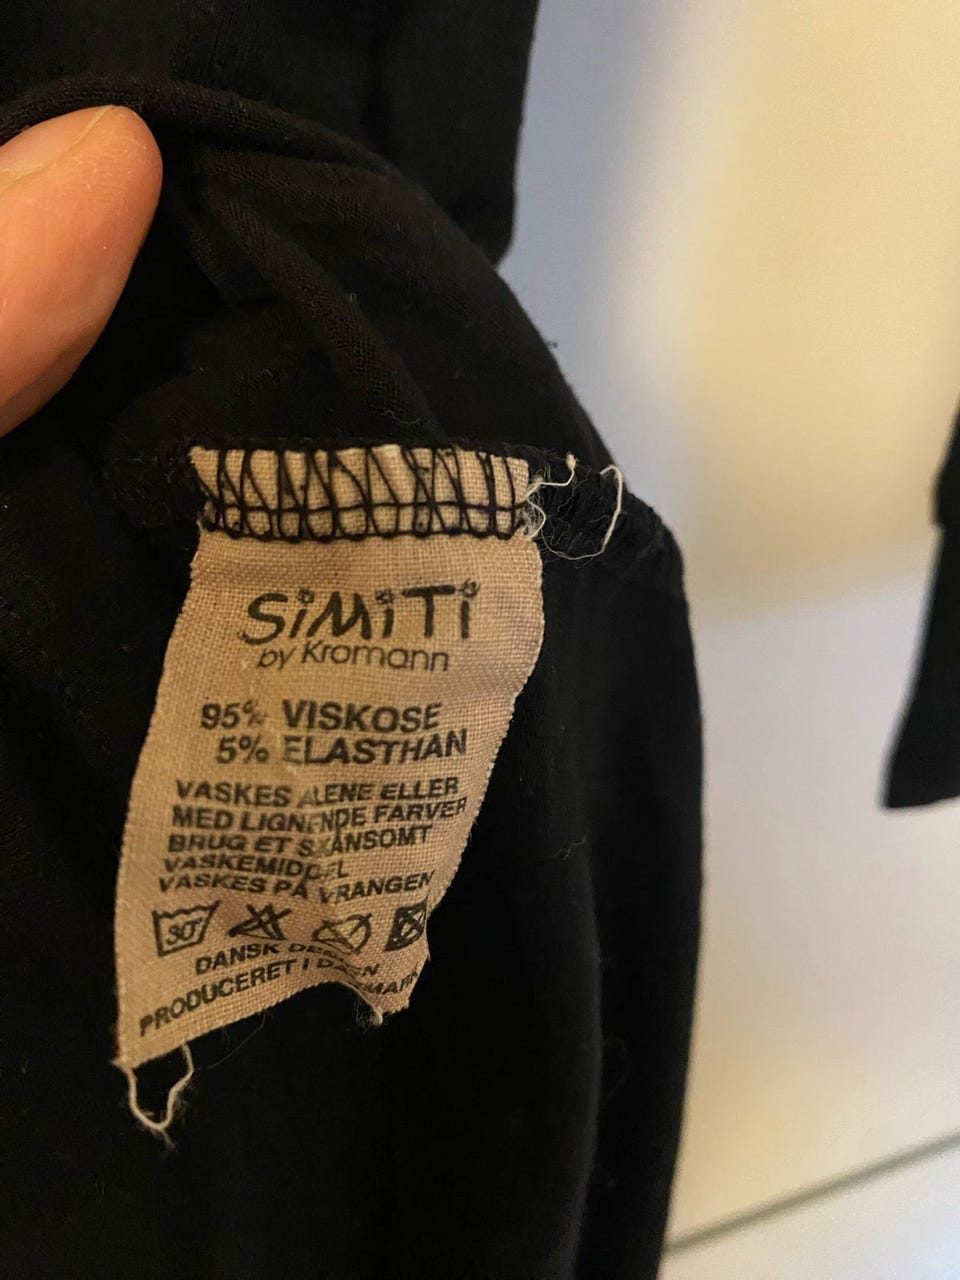 SiMiTi
by Kromann
95% VISKOSE
5% ELASTHAN
VASKES ALENE ELLER
MED LIGNENDE FARVER
BRUG ET SKÅNSOMT
VASKEMIDDEL
VASKES PÅ VRANGEN
30°
DANSK
PRODUCERET I